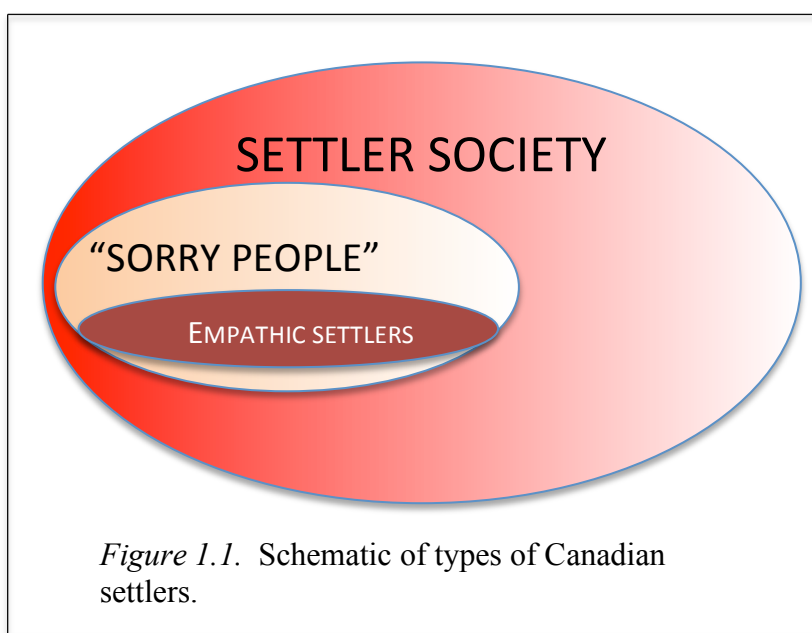 SETTLER SOCIETY
“SORRY PEOPLE”
EMPATHIC SETTLERS
Figure 1.1.  Schematic of types of Canadian
settlers.